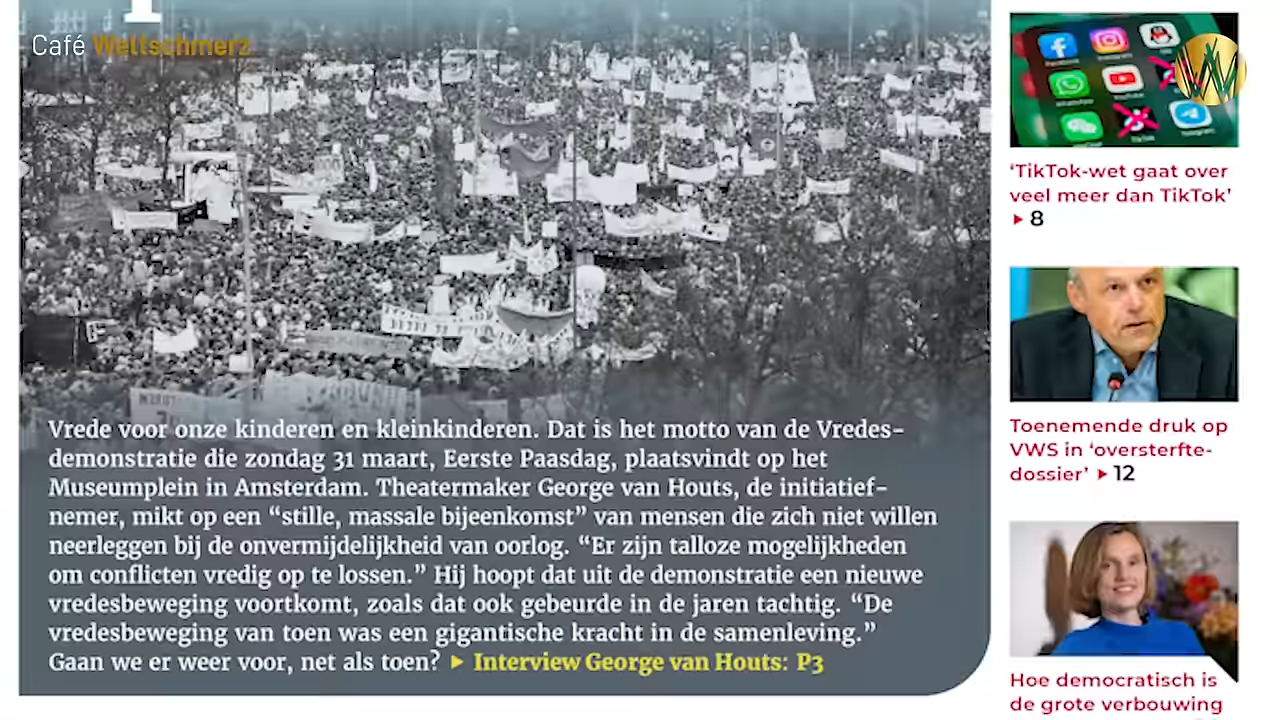 Café Weltschmerz
Vrede voor onze kinderen en kleinkinderen. Dat is het motto van de Vredes-
demonstratie die zondag 31 maart, Eerste Paasdag, plaatsvindt op het
Museumplein in Amsterdam. Theatermaker George van Houts, de initiatief-
nemer, mikt op een “stille, massale bijeenkomst” van mensen die zich niet willen
neerleggen bij de onvermijdelijkheid van oorlog. “Er zijn talloze mogelijkheden
om conflicten vredig op te lossen.” Hij hoopt dat uit de demonstratie een nieuwe
vredesbeweging voortkomt, zoals dat ook gebeurde in de jaren tachtig. “De
vredesbeweging van toen was een gigantische kracht in de samenleving.”
Gaan we er weer voor, net als toen? ▶ Interview George van Houts: P3
‘TikTok-wet gaat over
veel meer dan TikTok’
▶ 8
Toenemende druk op
VWS in ‘oversterfte-
dossier’ ▶ 12
Hoe democratisch is
de grote verbouwing